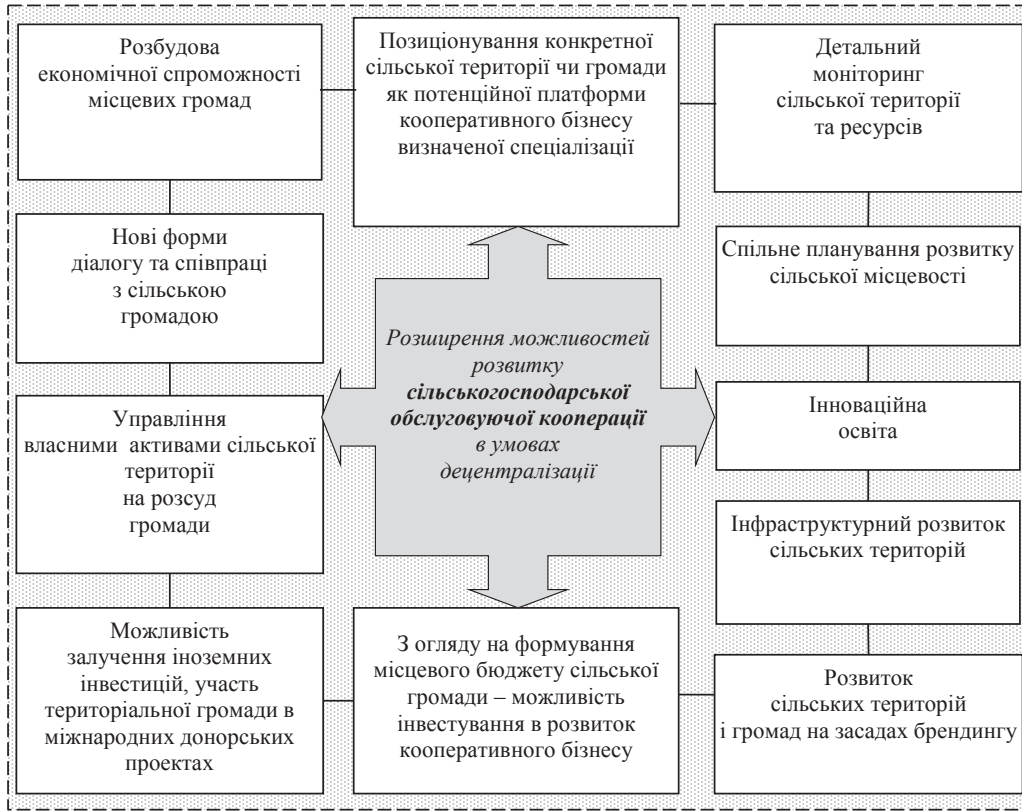 Розбудова
економічної спроможності
місцевих громад
Позиціонування конкретної
сільської території чи громади
як потенційної платформи
кооперативного бізнесу
визначеної спеціалізації
Детальний
моніторинг
сільської території
та ресурсів
Нові форми
діалогу та співпраці
з сільською
громадою
Спільне планування розвитку
сільської місцевості
Розширення можливостей
розвитку
сільськогосподарської
обслуговуючої кооперації
в умовах
децентралізації
Управління
власними активами сільської
території
на розсуд
громади
Інноваційна
освіта
Інфраструктурний розвиток
сільських територій
Можливість
залучення іноземних
інвестицій, участь
територіальної громади в
міжнародних донорських
проектах
З огляду на формування
місцевого бюджету сільської
громади – можливість
інвестування в розвиток
кооперативного бізнесу
Розвиток
сільських територій
і громад на засадах брендингу